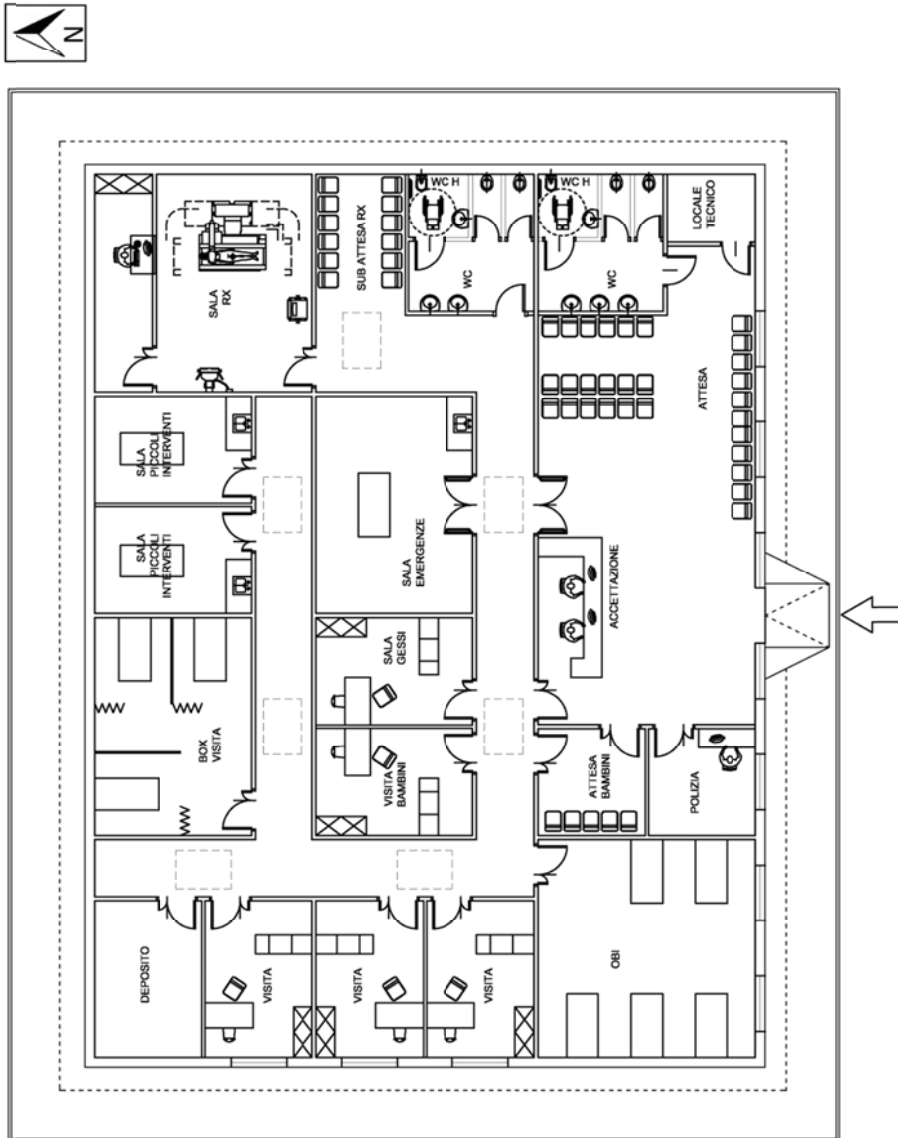 N
SALA
RX
SUB ATTESA RX
WC H
WC H
WC
WC
LOCALE
TECNICO
SALA
PICCOLI
INTERVENTI
SALA
PICCOLI
INTERVENTI
SALA
EMERGENZE
ATTESA
ACCETTAZIONE
BOX
VISITA
SALA
GESSI
VISITA
BAMBINI
ATTESA
BAMBINI
POLIZIA
DEPOSITO
VISITA
VISITA
VISITA
OBI